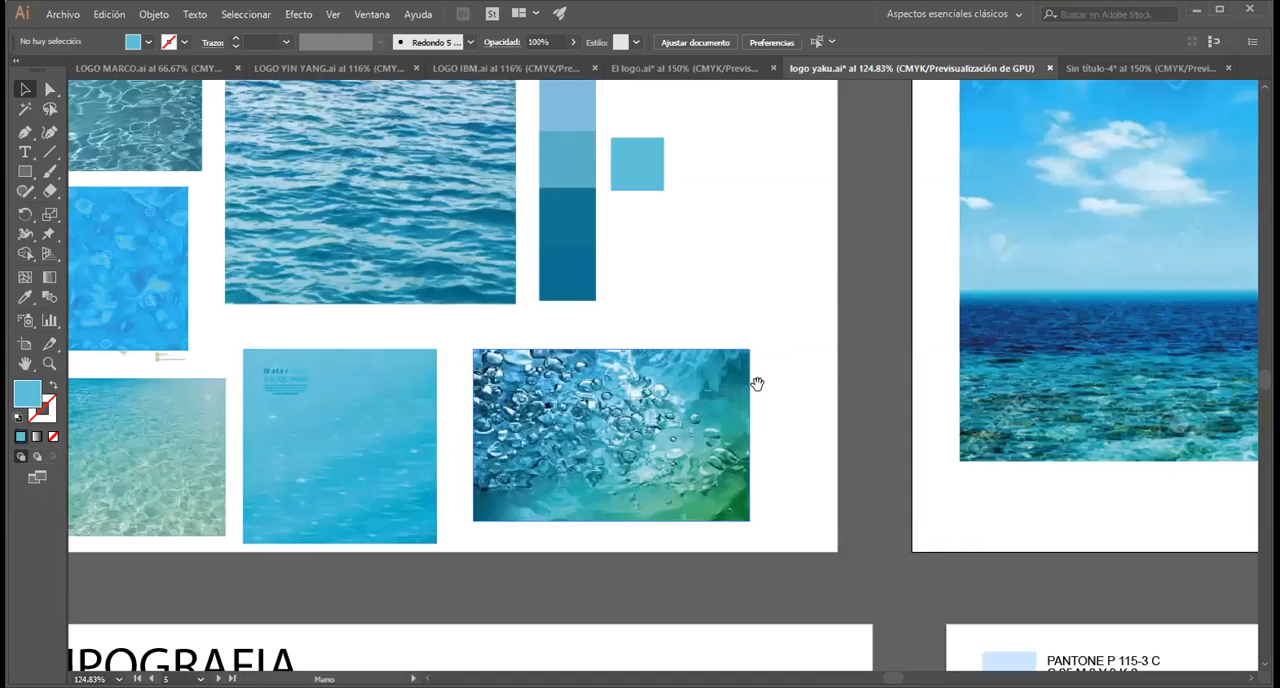 Ai Archivo Edición Objeto Texto Seleccionar Efecto Ver Ventana Ayuda Br St Aspectos esenciales clásicos Buscar en Adobe Stock
No hay selección Trazo: Redondo 5 ... Opacidad: 100% Estilo: Ajustar documento Preferencias
LOGO MARCO.ai al 66.67% (CMY... LOGO YIN YANG.ai al 116% (CMY... LOGO IBM.ai al 116% (CMYK/Pre... El logo.ai* al 150% (CMYK/Previs... logo yaku.ai* al 124.83% (CMYK/Previsualización de GPU) Sin título-4* al 150% (CMYK/Previ...
Water
IPOGRAFIA
PANTONE P 115-3 C
124.83% 5 Mano